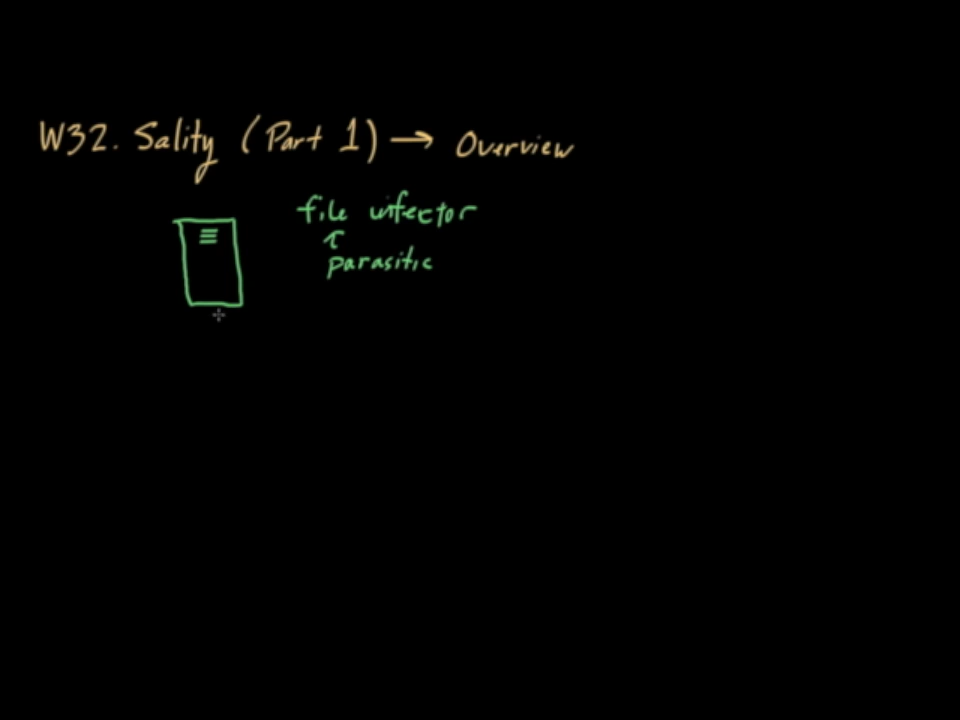 W32. Sality (Part 1) → Overview
file infector
parasitic